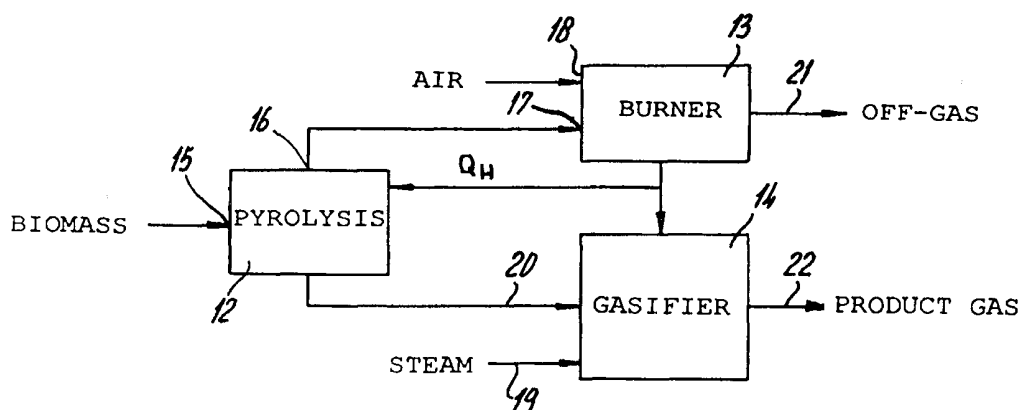 13
18
21
AIR
17
BURNER
OFF-GAS
16
15
Q_H
14
BIOMASS
PYROLYSIS
20
22
12
GASIFIER
PRODUCT GAS
STEAM
19